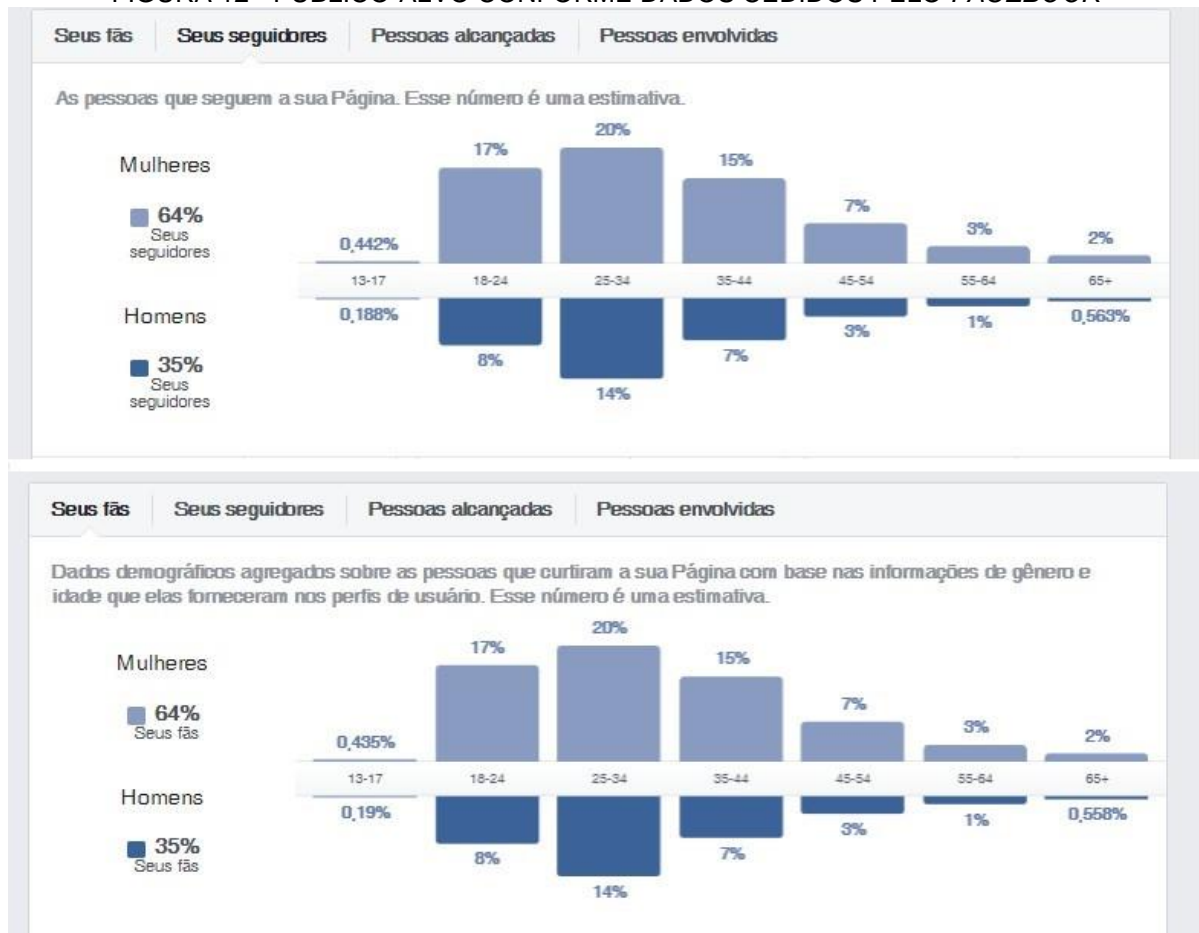 Seus fãs Seus seguidores Pessoas alcançadas Pessoas envolvidas
As pessoas que seguem a sua Página. Esse número é uma estimativa.
Mulheres
64%
Seus
seguidores
0,442% 17% 20% 15% 7% 3% 2%
13-17 18-24 25-34 35-44 45-54 55-64 65+
Homens
35%
Seus
seguidores
0,188% 8% 14% 7% 3% 1% 0,563%
Seus fãs Seus seguidores Pessoas alcançadas Pessoas envolvidas
Dados demográficos agregados sobre as pessoas que curtiram a sua Página com base nas informações de gênero e
idade que elas forneceram nos perfis de usuário. Esse número é uma estimativa.
Mulheres
64%
Seus fãs
0,435% 17% 20% 15% 7% 3% 2%
13-17 18-24 25-34 35-44 45-54 55-64 65+
Homens
35%
Seus fãs
0,19% 8% 14% 7% 3% 1% 0,558%